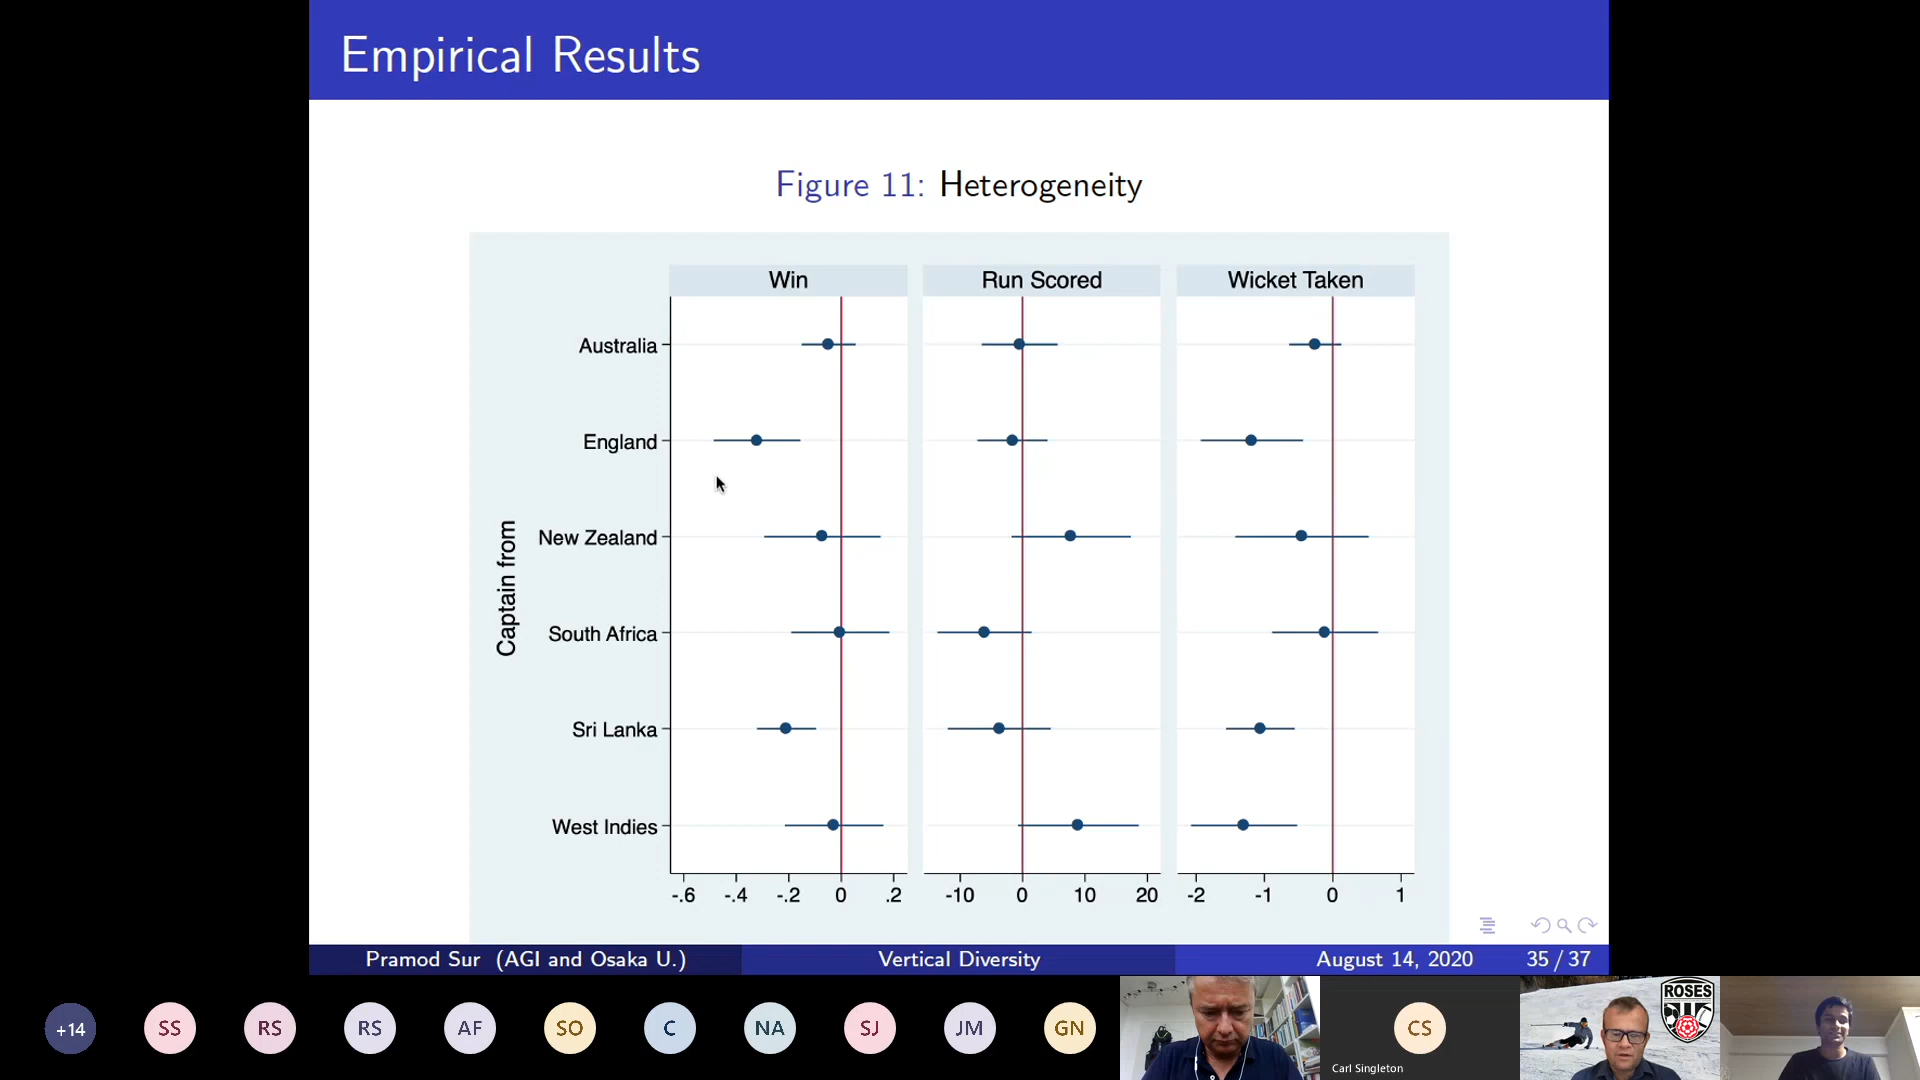 Empirical Results
Figure 11: Heterogeneity
Win
Run Scored
Wicket Taken
Captain from
Australia
England
New Zealand
South Africa
Sri Lanka
West Indies
-.6 -.4 -.2 0 .2
-10 0 10 20
-2 -1 0 1
Pramod Sur (AGI and Osaka U.)
Vertical Diversity
August 14, 2020
35 / 37
+14
SS
RS
RS
AF
SO
C
NA
SJ
JM
GN
CS
Carl Singleton
ROSES